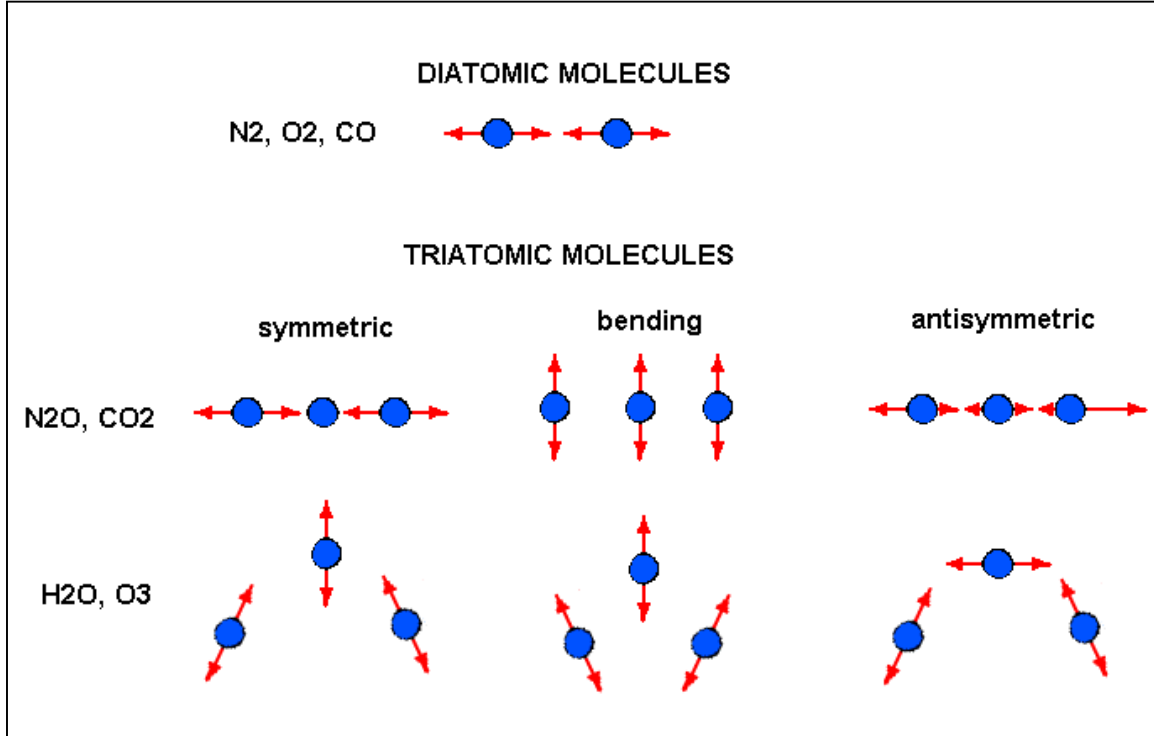 DIATOMIC MOLECULES
N2, O2, CO
TRIATOMIC MOLECULES
symmetric bending antisymmetric
N2O, CO2
H2O, O3